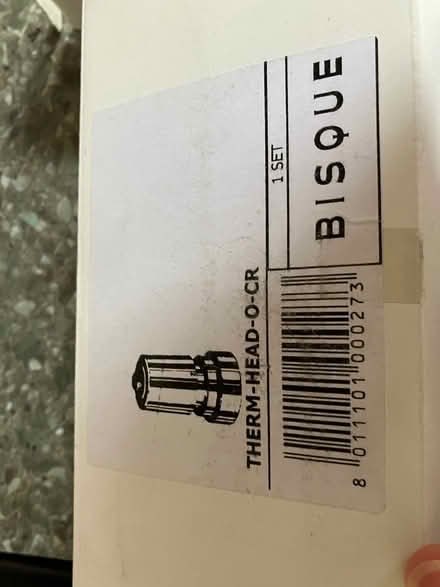 THERM-HEAD-O-CR
1 SET
BISQUE
8 011101 000273